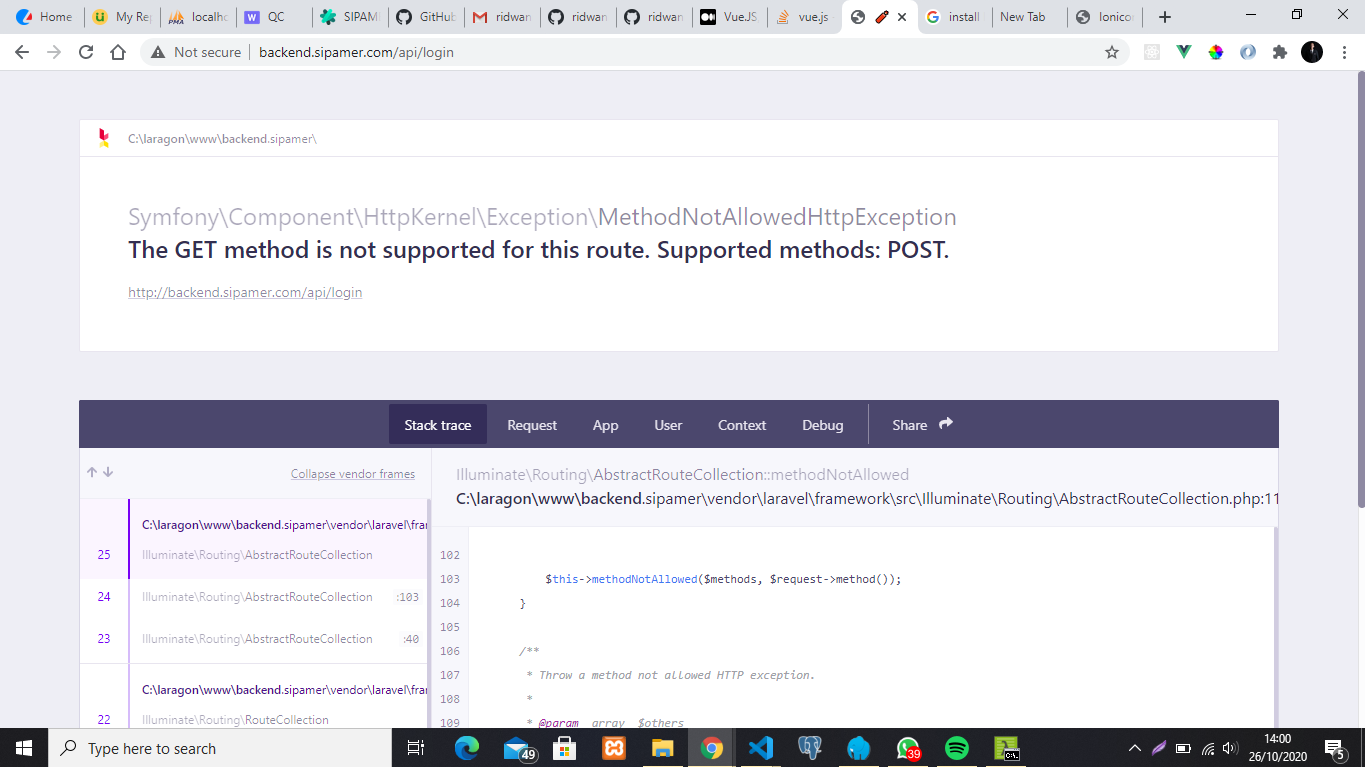 Home
My Rep
localho
QC
SIPAM
GitHub
ridwan
ridwan
ridwan
Vue.JS
vue.js
install
New Tab
Ionico
Not secure
backend.sipamer.com/api/login
C:\laragon\www\backend.sipamer\
Symfony\Component\HttpKernel\Exception\MethodNotAllowedHttpException
The GET method is not supported for this route. Supported methods: POST.
http://backend.sipamer.com/api/login
Stack trace
Request
App
User
Context
Debug
Share
Collapse vendor frames
C:\laragon\www\backend.sipamer\vendor\laravel\fra
25 Illuminate\Routing\AbstractRouteCollection
24 Illuminate\Routing\AbstractRouteCollection :103
23 Illuminate\Routing\AbstractRouteCollection :40
C:\laragon\www\backend.sipamer\vendor\laravel\fra
22 Illuminate\Routing\RouteCollection
Illuminate\Routing\AbstractRouteCollection::methodNotAllowed
C:\laragon\www\backend.sipamer\vendor\laravel\framework\src\Illuminate\Routing\AbstractRouteCollection.php:11
102
103 $this->methodNotAllowed($methods, $request->method());
104 }
105
106 /**
107 * Throw a method not allowed HTTP exception.
108 *
109 * @param array $others
Type here to search
49
39
14:00
26/10/2020
5